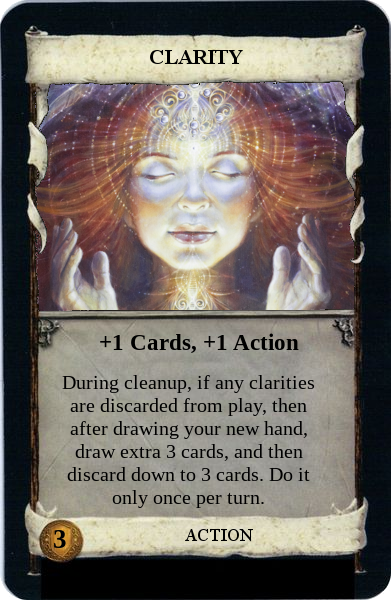 CLARITY
+1 Cards, +1 Action
During cleanup, if any clarities
are discarded from play, then
after drawing your new hand,
draw extra 3 cards, and then
discard down to 3 cards. Do it
only once per turn.
3
ACTION